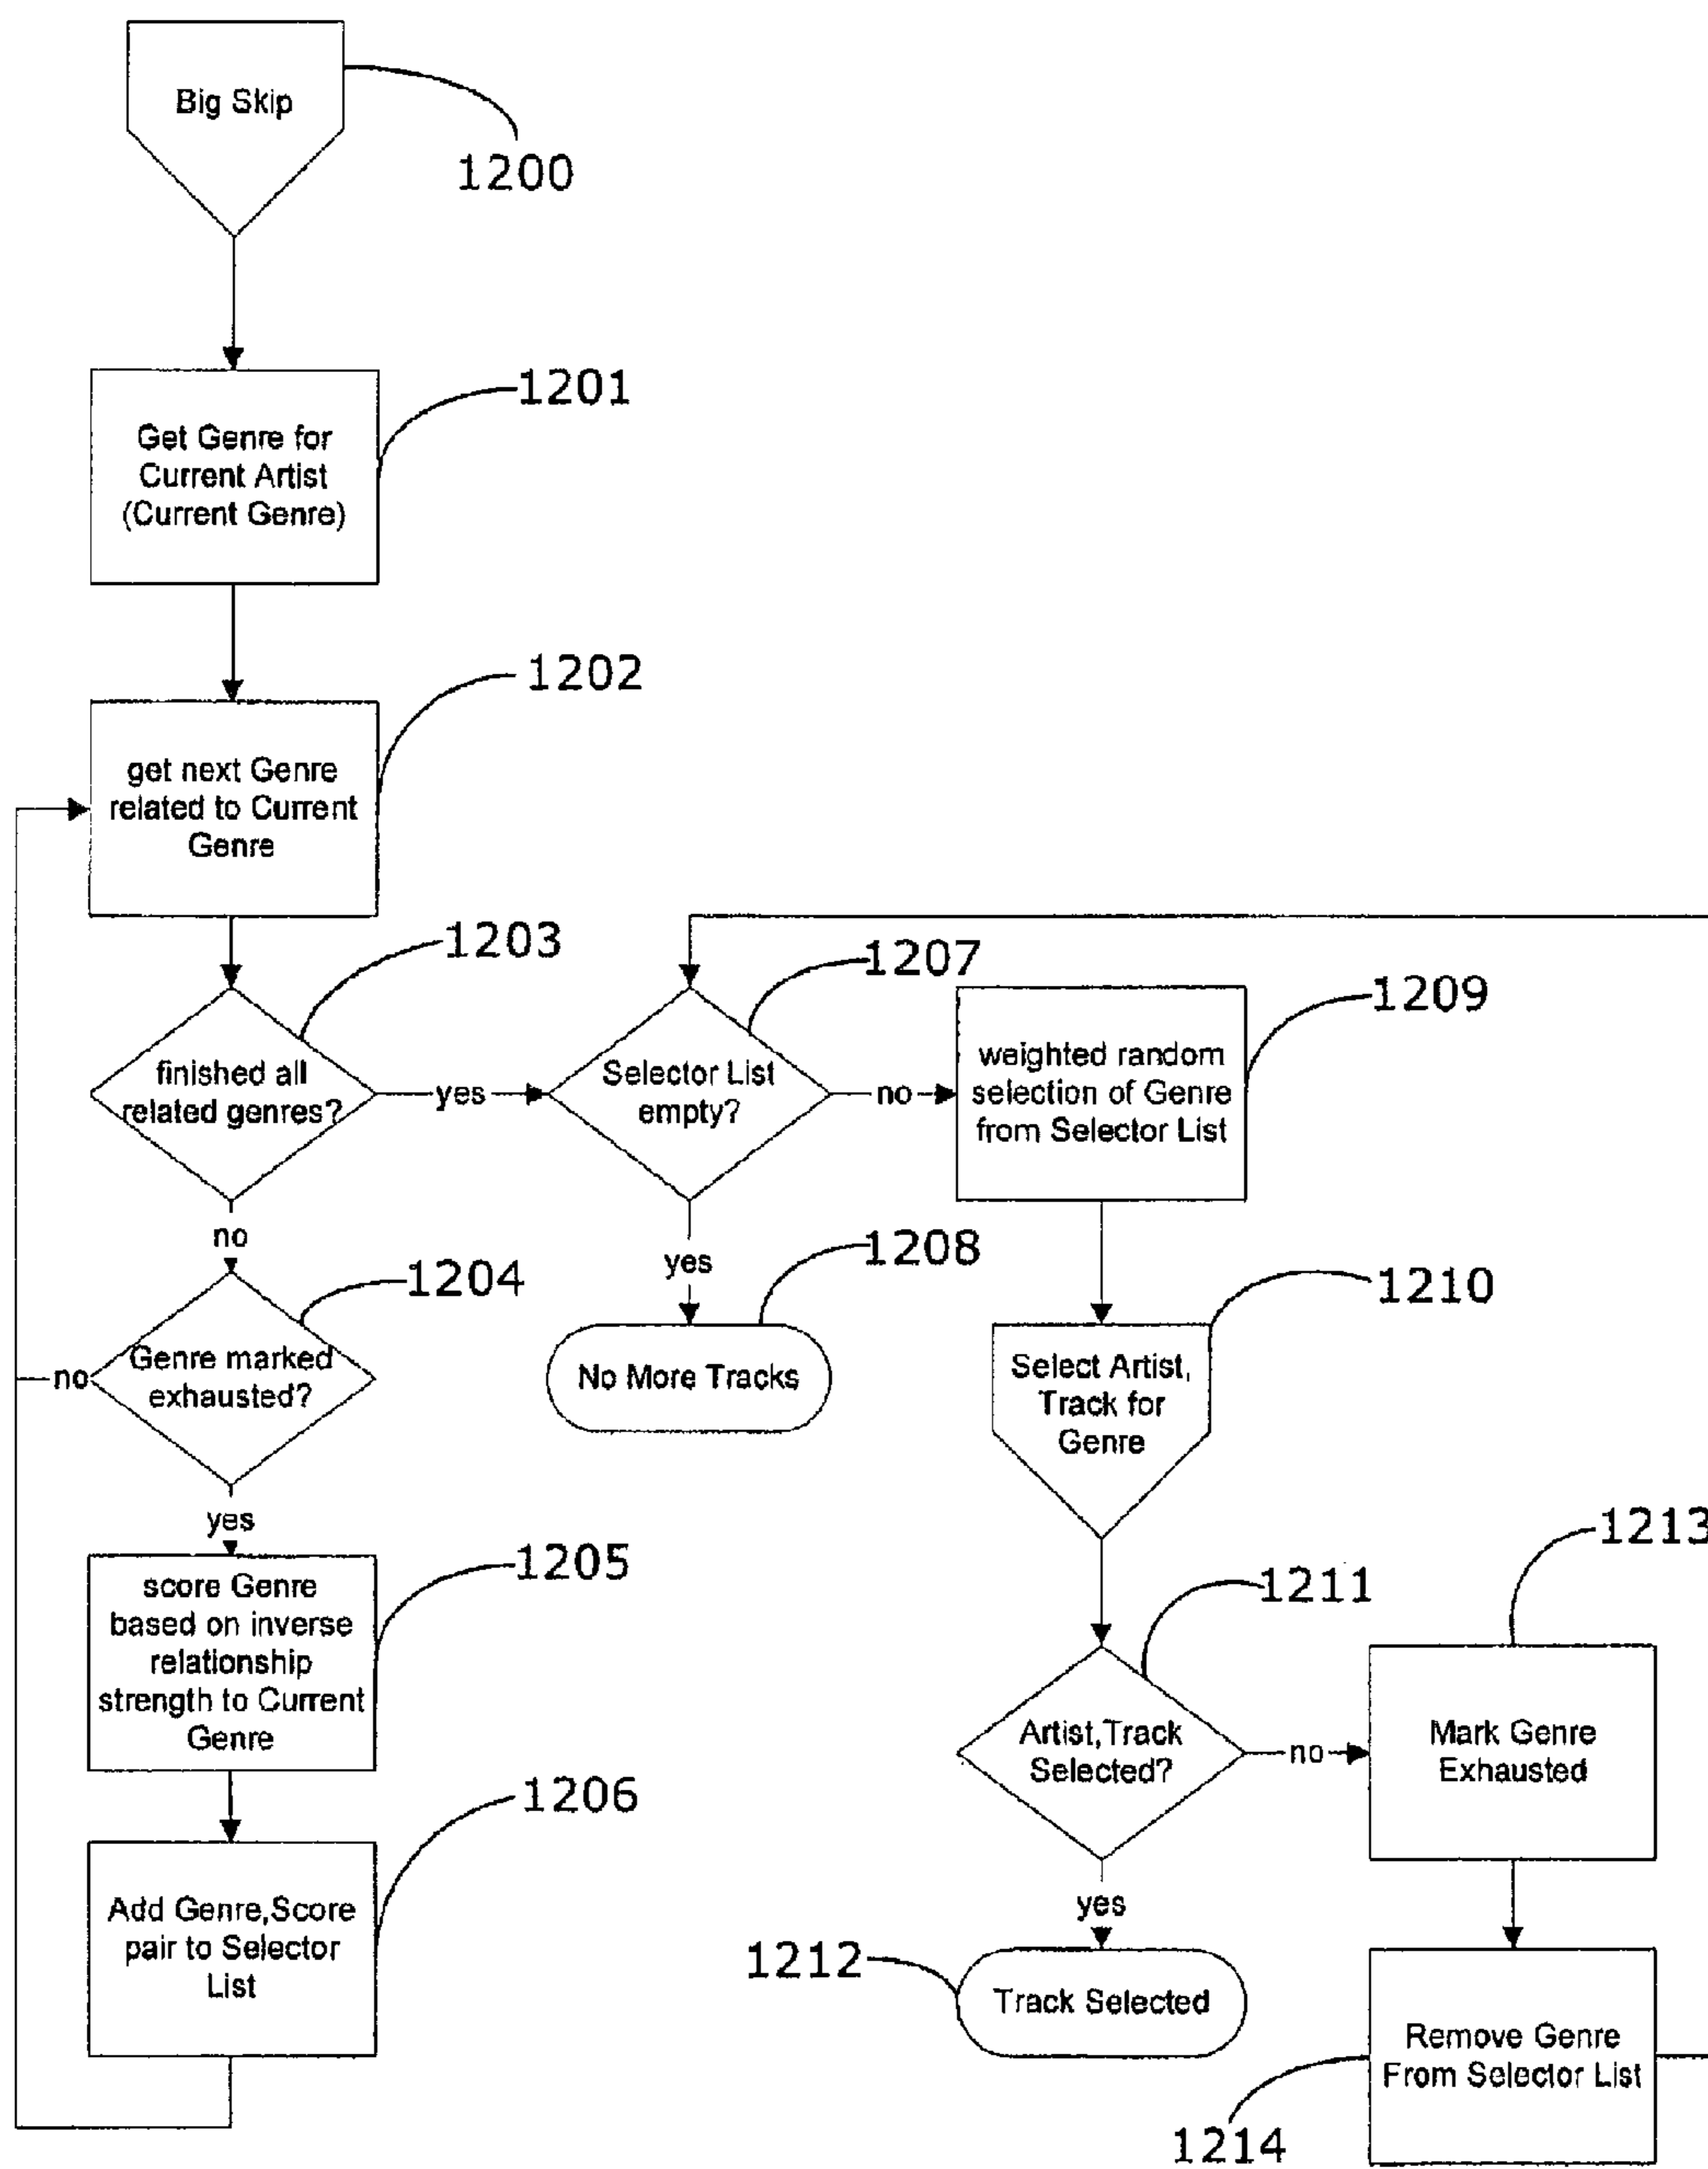 Big Skip
1200
1201
Get Genre for
Current Artist
(Current Genre)
1202
get next Genre
related to Current
Genre
1203
finished all
related genres?
yes
1207
Selector List
empty?
no
1209
weighted random
selection of Genre
from Selector List
no
yes
1208
No More Tracks
1204
Genre marked
exhausted?
no
yes
1210
Select Artist,
Track for
Genre
1205
score Genre
based on inverse
relationship
strength to Current
Genre
1211
Artist,Track
Selected?
no
1213
Mark Genre
Exhausted
1206
Add Genre,Score
pair to Selector
List
yes
1212
Track Selected
Remove Genre
From Selector List
1214